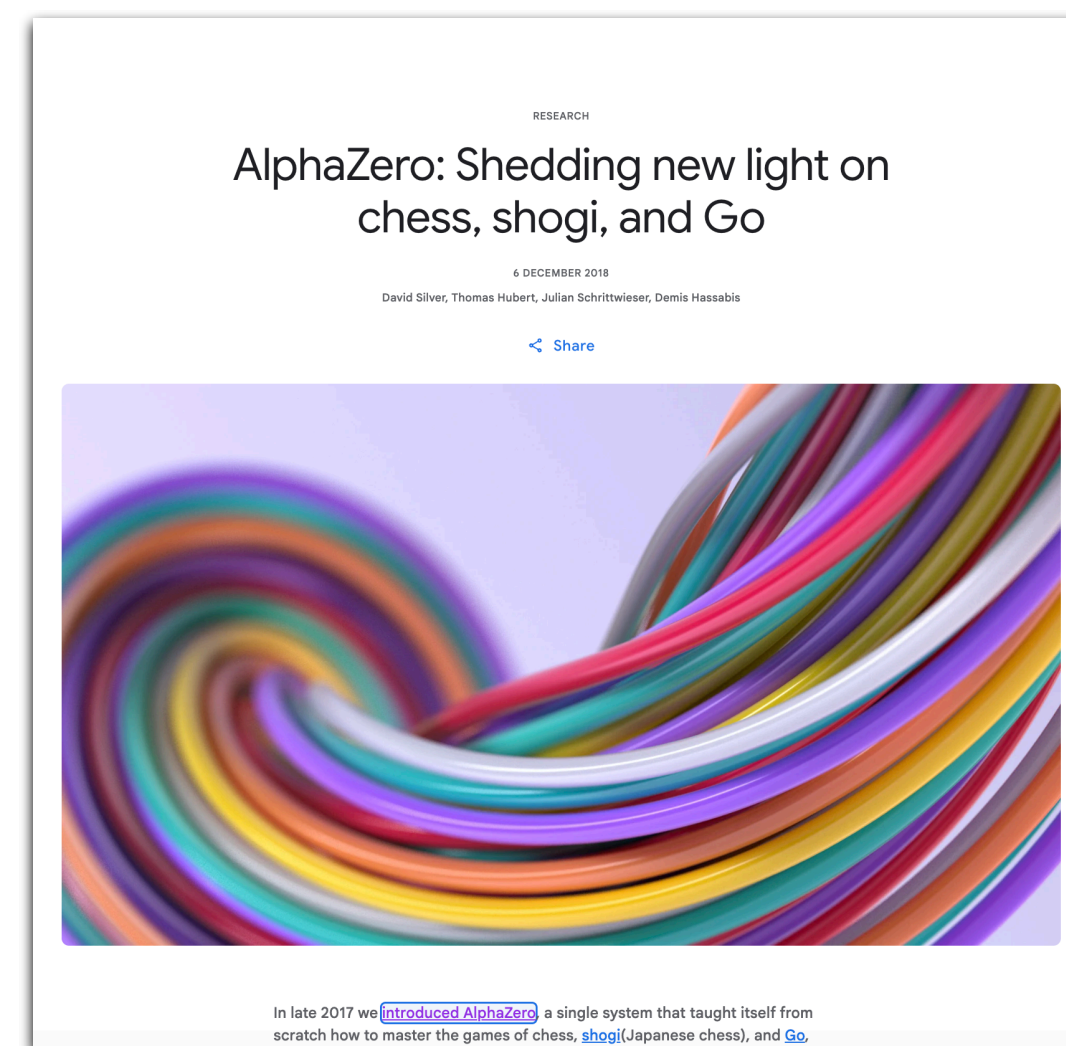 RESEARCH
AlphaZero: Shedding new light on
chess, shogi, and Go
6 DECEMBER 2018
David Silver, Thomas Hubert, Julian Schrittwieser, Demis Hassabis
Share
In late 2017 we introduced AlphaZero, a single system that taught itself from
scratch how to master the games of chess, shogi(Japanese chess), and Go,